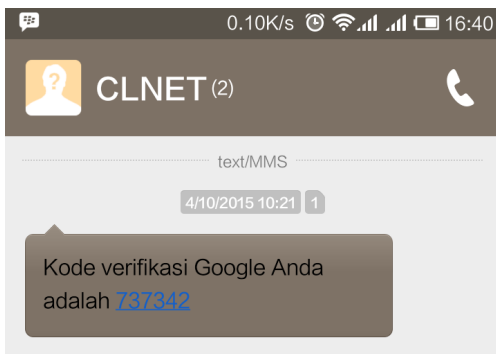 0.10K/s 16:40
CLNET (2)
text/MMS
4/10/2015 10:21 1
Kode verifikasi Google Anda
adalah 737342